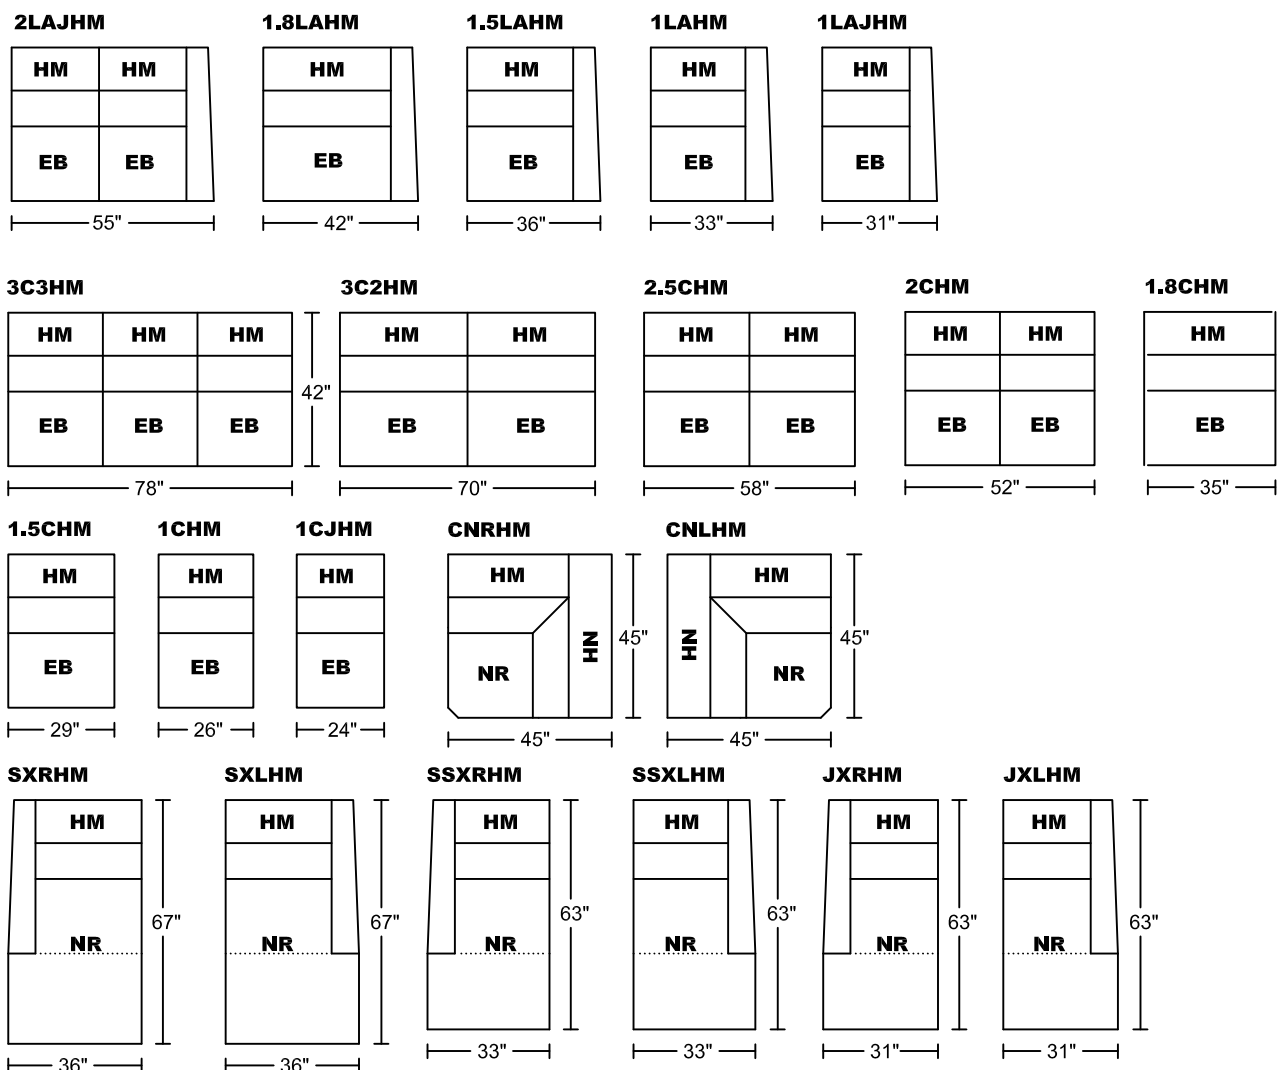 2LAJHM 1.8LAHM 1.5LAHM 1LAHM 1LAJHM
HM HM HM HM HM HM
EB EB EB EB EB EB
55" 42" 36" 33" 31"
3C3HM 3C2HM 2.5CHM 2CHM 1.8CHM
HM HM HM HM HM HM HM HM HM HM
42"
EB EB EB EB EB EB EB EB EB EB
78" 70" 58" 52" 35"
1.5CHM 1CHM 1CJHM CNRHM CNLHM
HM HM HM HM HM
HN 45" HN 45"
EB EB EB NR NR
29" 26" 24" 45" 45"
SXRHM SXLHM SSXRHM SSXLHM JXRHM JXLHM
HM HM HM HM HM HM
67" 67" 63" 63" 63" 63"
NR NR NR NR NR NR
36" 36" 33" 33" 31" 31"